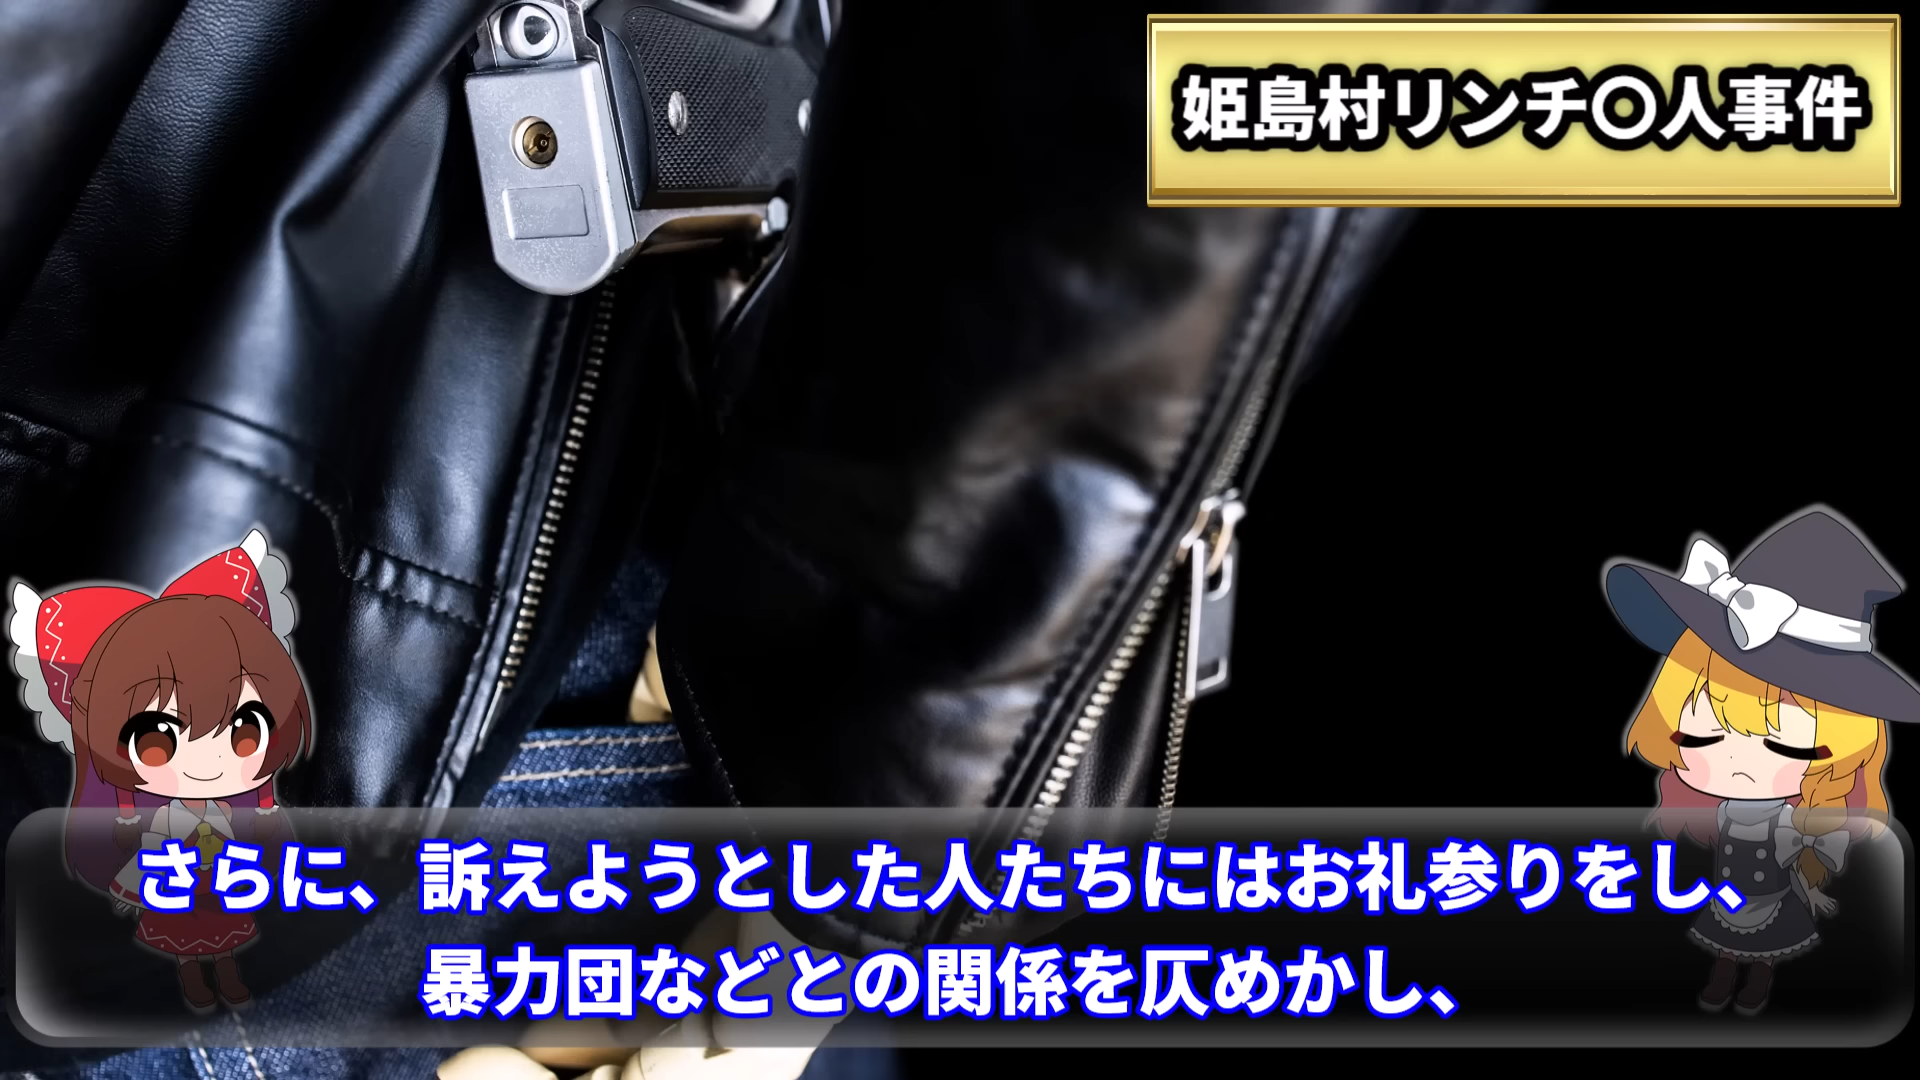 姫島村リンチ〇人事件
さらに、訴えようとした人たちにはお礼参りをし、
暴力団などとの関係を仄めかし、